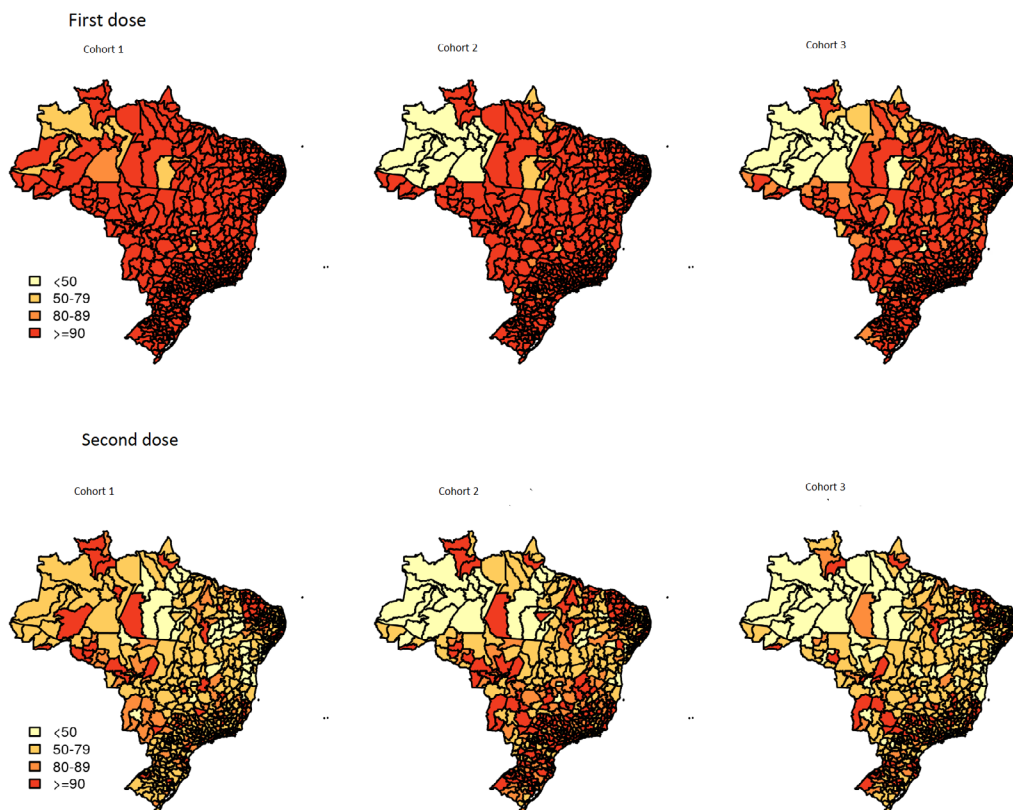 First dose
Cohort 1
Cohort 2
Cohort 3
<50
50-79
80-89
>=90
Second dose
Cohort 1
Cohort 2
Cohort 3
<50
50-79
80-89
>=90